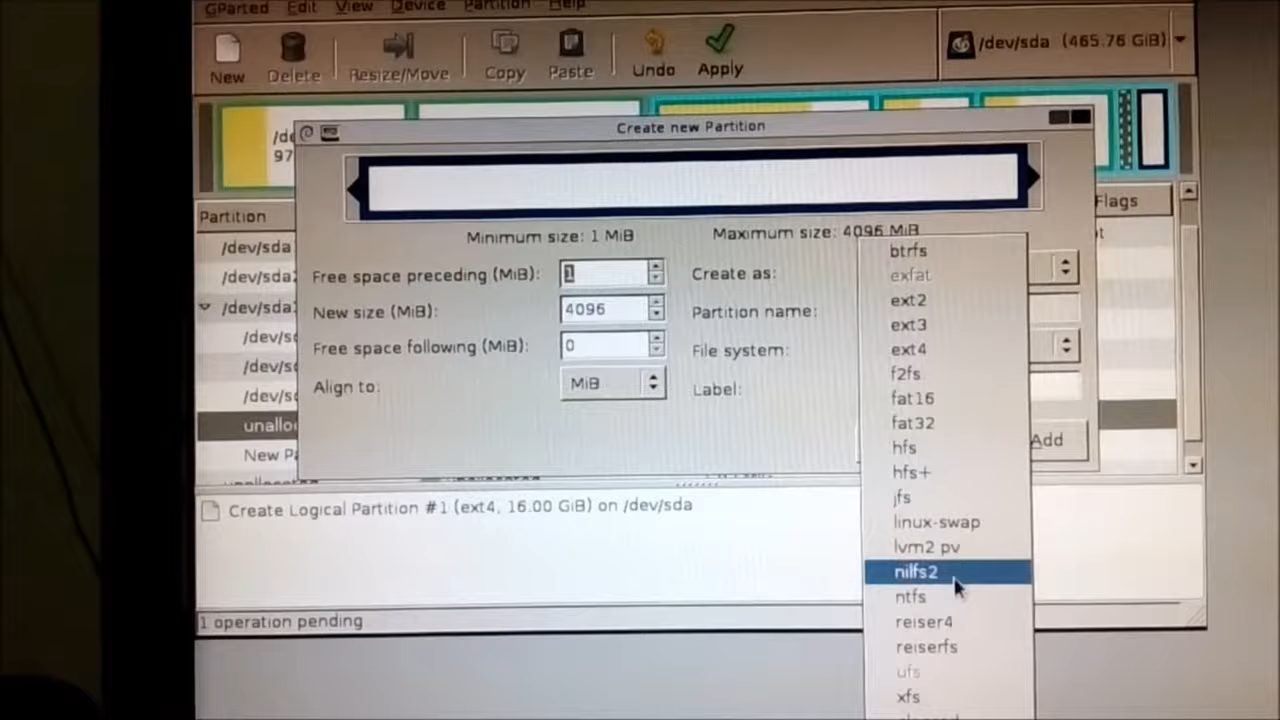 GParted Edit View Device Partition Help
New Delete Resize/Move Copy Paste Undo Apply
/dev/sda (465.76 GiB)
Create new Partition
Minimum size: 1 MiB
Maximum size: 4096 MiB
Free space preceding (MiB): 1
New size (MiB): 4096
Free space following (MiB): 0
Align to: MiB
Create as:
Partition name:
File system:
Label:
btrfs
exfat
ext2
ext3
ext4
f2fs
fat16
fat32
hfs
hfs+
jfs
linux-swap
lvm2 pv
nilfs2
ntfs
reiser4
reiserfs
ufs
xfs
Add
Partition
Flags
/dev/sda
/dev/sda
/dev/sda
unallo
New Pa
Create Logical Partition #1 (ext4, 16.00 GiB) on /dev/sda
1 operation pending